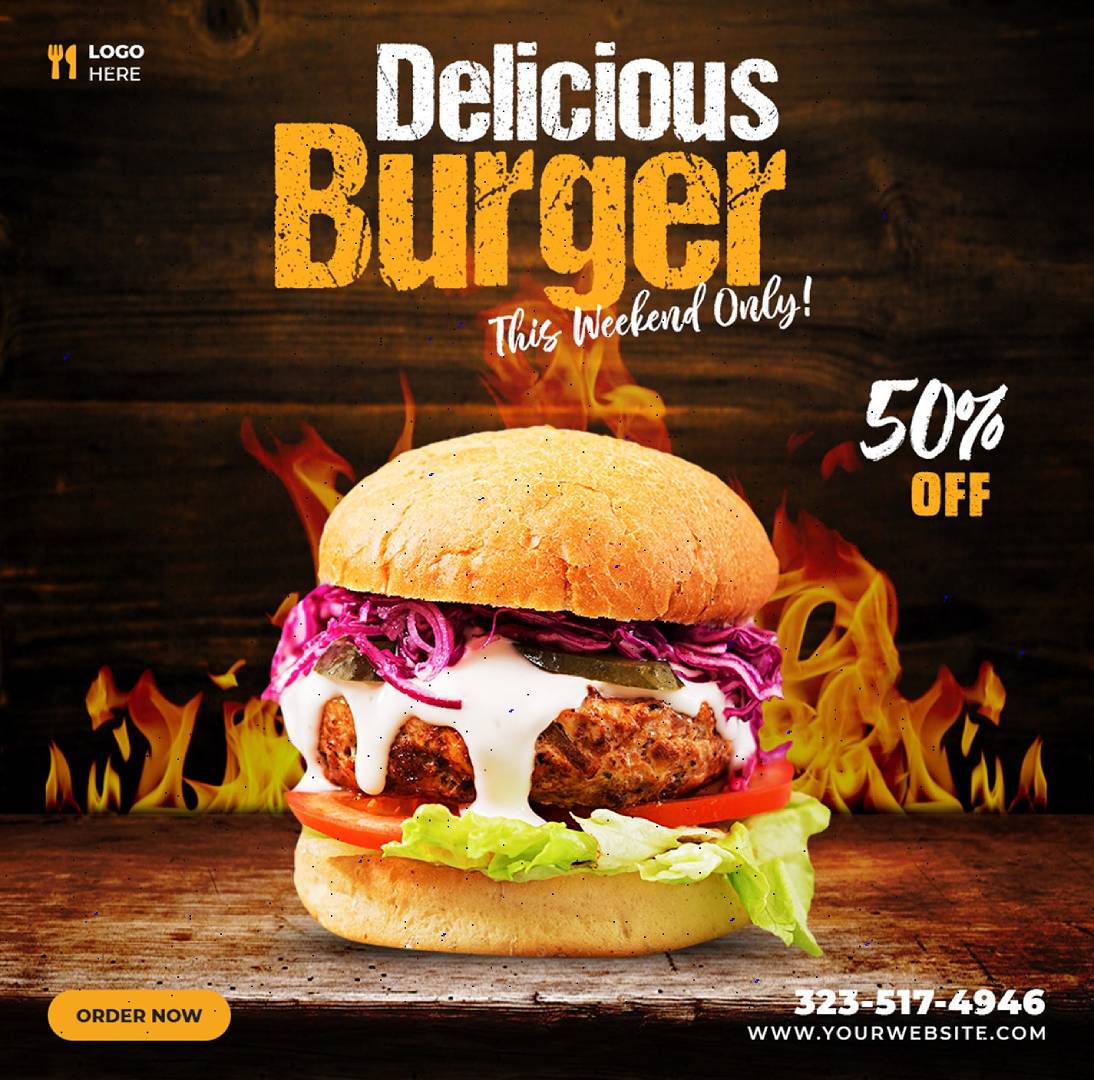 LOGO
HERE
Delicious
Burger
This Weekend Only!
50%
OFF
ORDER NOW
323-517-4946
WWW.YOURWEBSITE.COM